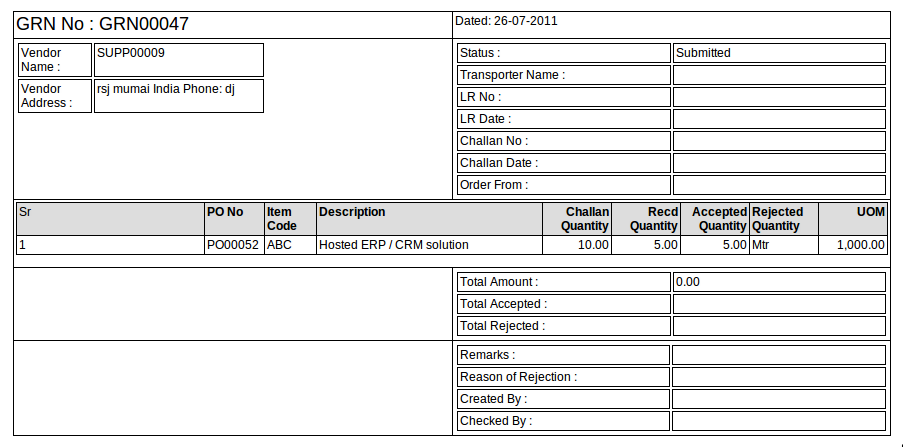 GRN No : GRN00047
Dated: 26-07-2011
Vendor Name : SUPP00009
Vendor Address : rsj mumai India Phone: dj
Status : Submitted
Transporter Name :
LR No :
LR Date :
Challan No :
Challan Date :
Order From :
Sr PO No Item Code Description Challan Quantity Recd Quantity Accepted Quantity Rejected Quantity UOM
1 PO00052 ABC Hosted ERP / CRM solution 10.00 5.00 5.00 Mtr 1,000.00
Total Amount : 0.00
Total Accepted :
Total Rejected :
Remarks :
Reason of Rejection :
Created By :
Checked By :